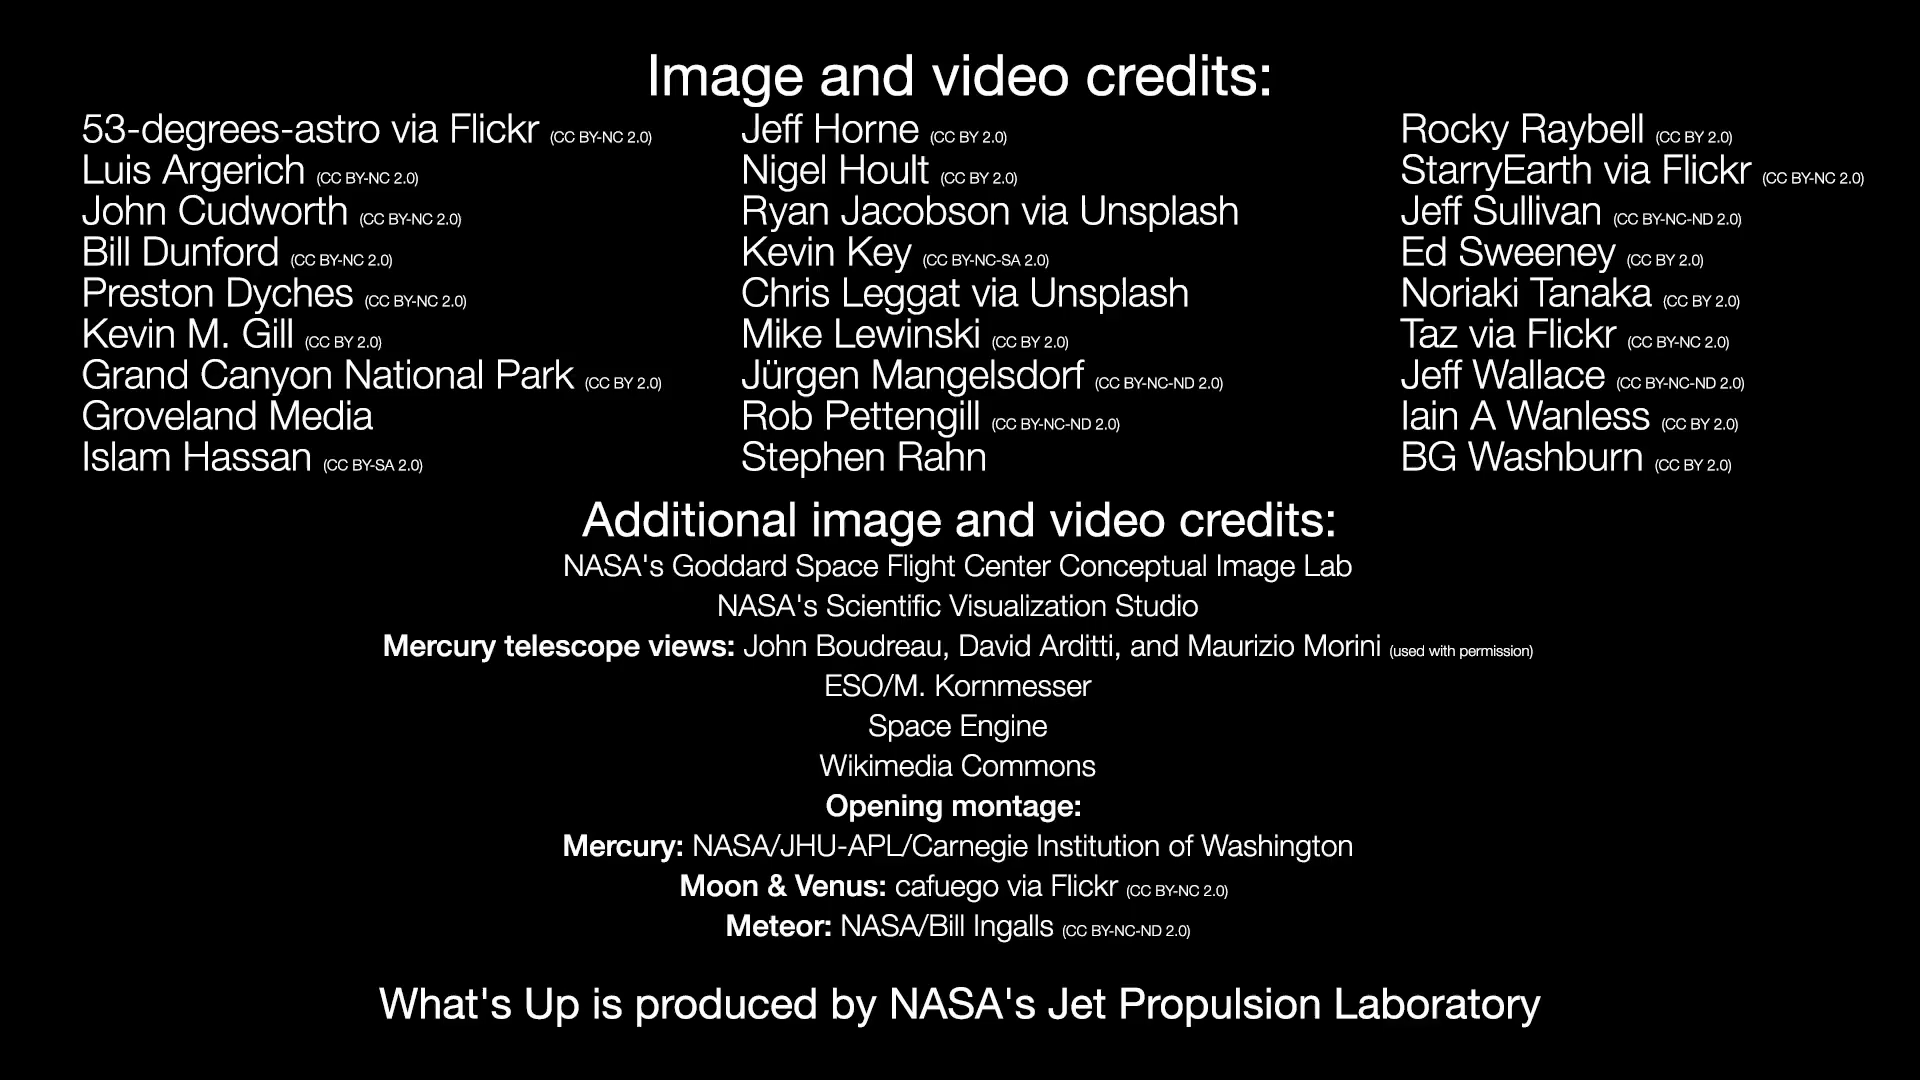 Image and video credits:
53-degrees-astro via Flickr (CC BY-NC 2.0)
Luis Argerich (CC BY-NC 2.0)
John Cudworth (CC BY-NC 2.0)
Bill Dunford (CC BY-NC 2.0)
Preston Dyches (CC BY-NC 2.0)
Kevin M. Gill (CC BY 2.0)
Grand Canyon National Park (CC BY 2.0)
Groveland Media
Islam Hassan (CC BY-SA 2.0)
Jeff Horne (CC BY 2.0)
Nigel Hoult (CC BY 2.0)
Ryan Jacobson via Unsplash
Kevin Key (CC BY-NC-SA 2.0)
Chris Leggat via Unsplash
Mike Lewinski (CC BY 2.0)
Jürgen Mangelsdorf (CC BY-NC-ND 2.0)
Rob Pettengill (CC BY-NC-ND 2.0)
Stephen Rahn
Rocky Raybell (CC BY 2.0)
StarryEarth via Flickr (CC BY-NC 2.0)
Jeff Sullivan (CC BY-NC-ND 2.0)
Ed Sweeney (CC BY 2.0)
Noriaki Tanaka (CC BY 2.0)
Taz via Flickr (CC BY-NC 2.0)
Jeff Wallace (CC BY-NC-ND 2.0)
Iain A Wanless (CC BY 2.0)
BG Washburn (CC BY 2.0)
Additional image and video credits:
NASA's Goddard Space Flight Center Conceptual Image Lab
NASA's Scientific Visualization Studio
Mercury telescope views: John Boudreau, David Arditti, and Maurizio Morini (used with permission)
ESO/M. Kornmesser
Space Engine
Wikimedia Commons
Opening montage:
Mercury: NASA/JHU-APL/Carnegie Institution of Washington
Moon & Venus: cafuego via Flickr (CC BY-NC 2.0)
Meteor: NASA/Bill Ingalls (CC BY-NC-ND 2.0)
What's Up is produced by NASA's Jet Propulsion Laboratory